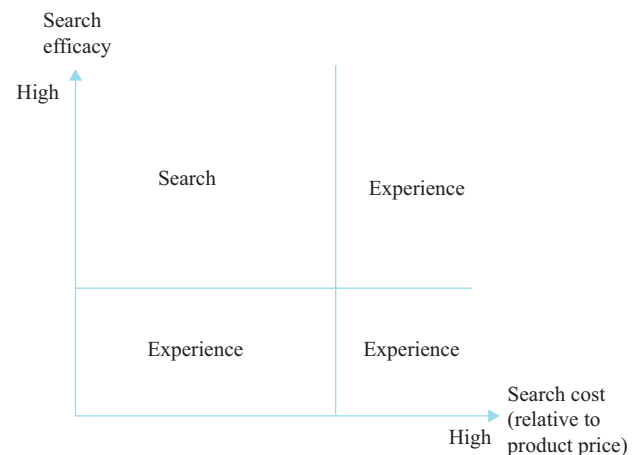 Search
efficacy
High
Search
Experience
Experience
Experience
Search cost
(relative to
product price)
High